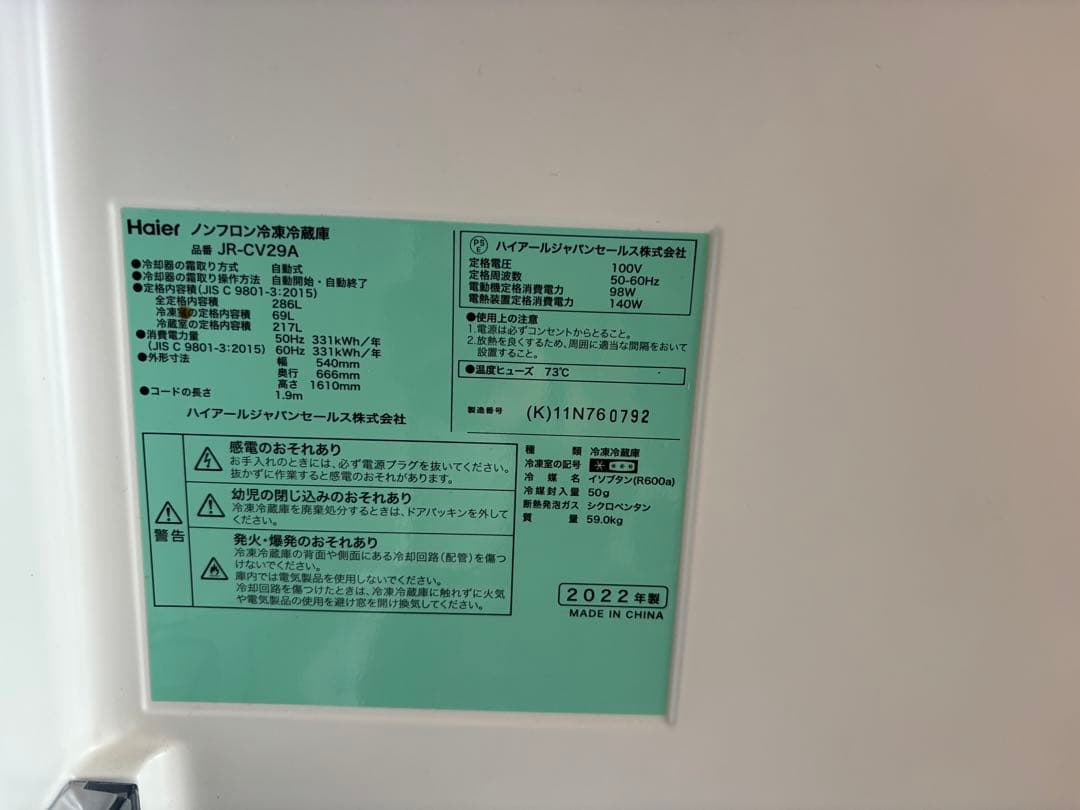 Haier ノンフロン冷凍冷蔵庫
品番 JR-CV29A
●冷却器の霜取り方式 自動式
●冷却器の霜取り操作方法 自動開始・自動終了
●定格内容積(JIS C 9801-3:2015)
全定格内容積 286L
冷凍室の定格内容積 69L
冷蔵室の定格内容積 217L
●消費電力量 50Hz 331kWh/年
(JIS C 9801-3:2015) 60Hz 331kWh/年
●外形寸法 幅 540mm
奥行 666mm
高さ 1610mm
●コードの長さ 1.9m
ハイアールジャパンセールス株式会社
PSE ハイアールジャパンセールス株式会社
定格電圧 100V
定格周波数 50-60Hz
電動機定格消費電力 98W
電熱装置定格消費電力 140W
●使用上の注意
1.電源は必ずコンセントからとること。
2.放熱を良くするため、周囲に適当な間隔をおいて
設置すること。
●温度ヒューズ 73℃
製造番号 (K)11N760792
警告
感電のおそれあり
お手入れのときには、必ず電源プラグを抜いてください。
抜かずに作業すると感電のおそれがあります。
幼児の閉じ込みのおそれあり
冷凍冷蔵庫を廃棄処分するときは、ドアパッキンを外して
ください。
発火・爆発のおそれあり
冷凍冷蔵庫の背面や側面にある冷却回路(配管)を傷つ
けないでください。
庫内では電気製品を使用しないでください。
冷却回路を傷つけたときは、冷凍冷蔵庫に触れずに火気
や電気製品の使用を避け窓を開け換気してください。
種類 冷凍冷蔵庫
冷凍室の記号
冷媒名 イソブタン(R600a)
冷媒封入量 50g
断熱発泡ガス シクロペンタン
質量 59.0kg
2022年製
MADE IN CHINA